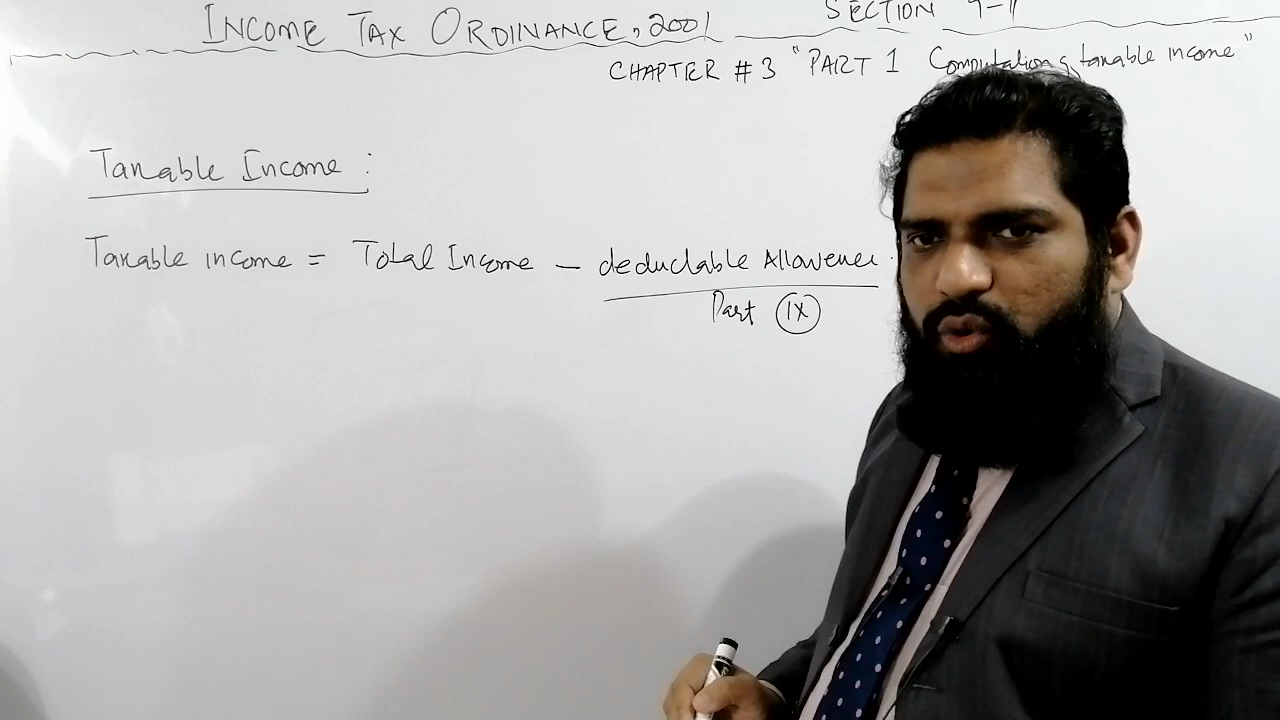 INCOME TAX ORDINANCE, 2001
SECTION 9-11
CHAPTER # 3 "PART 1 Computation of taxable income"
Taxable Income :
Taxable income = Total Income - deductable Allowence
Part IX